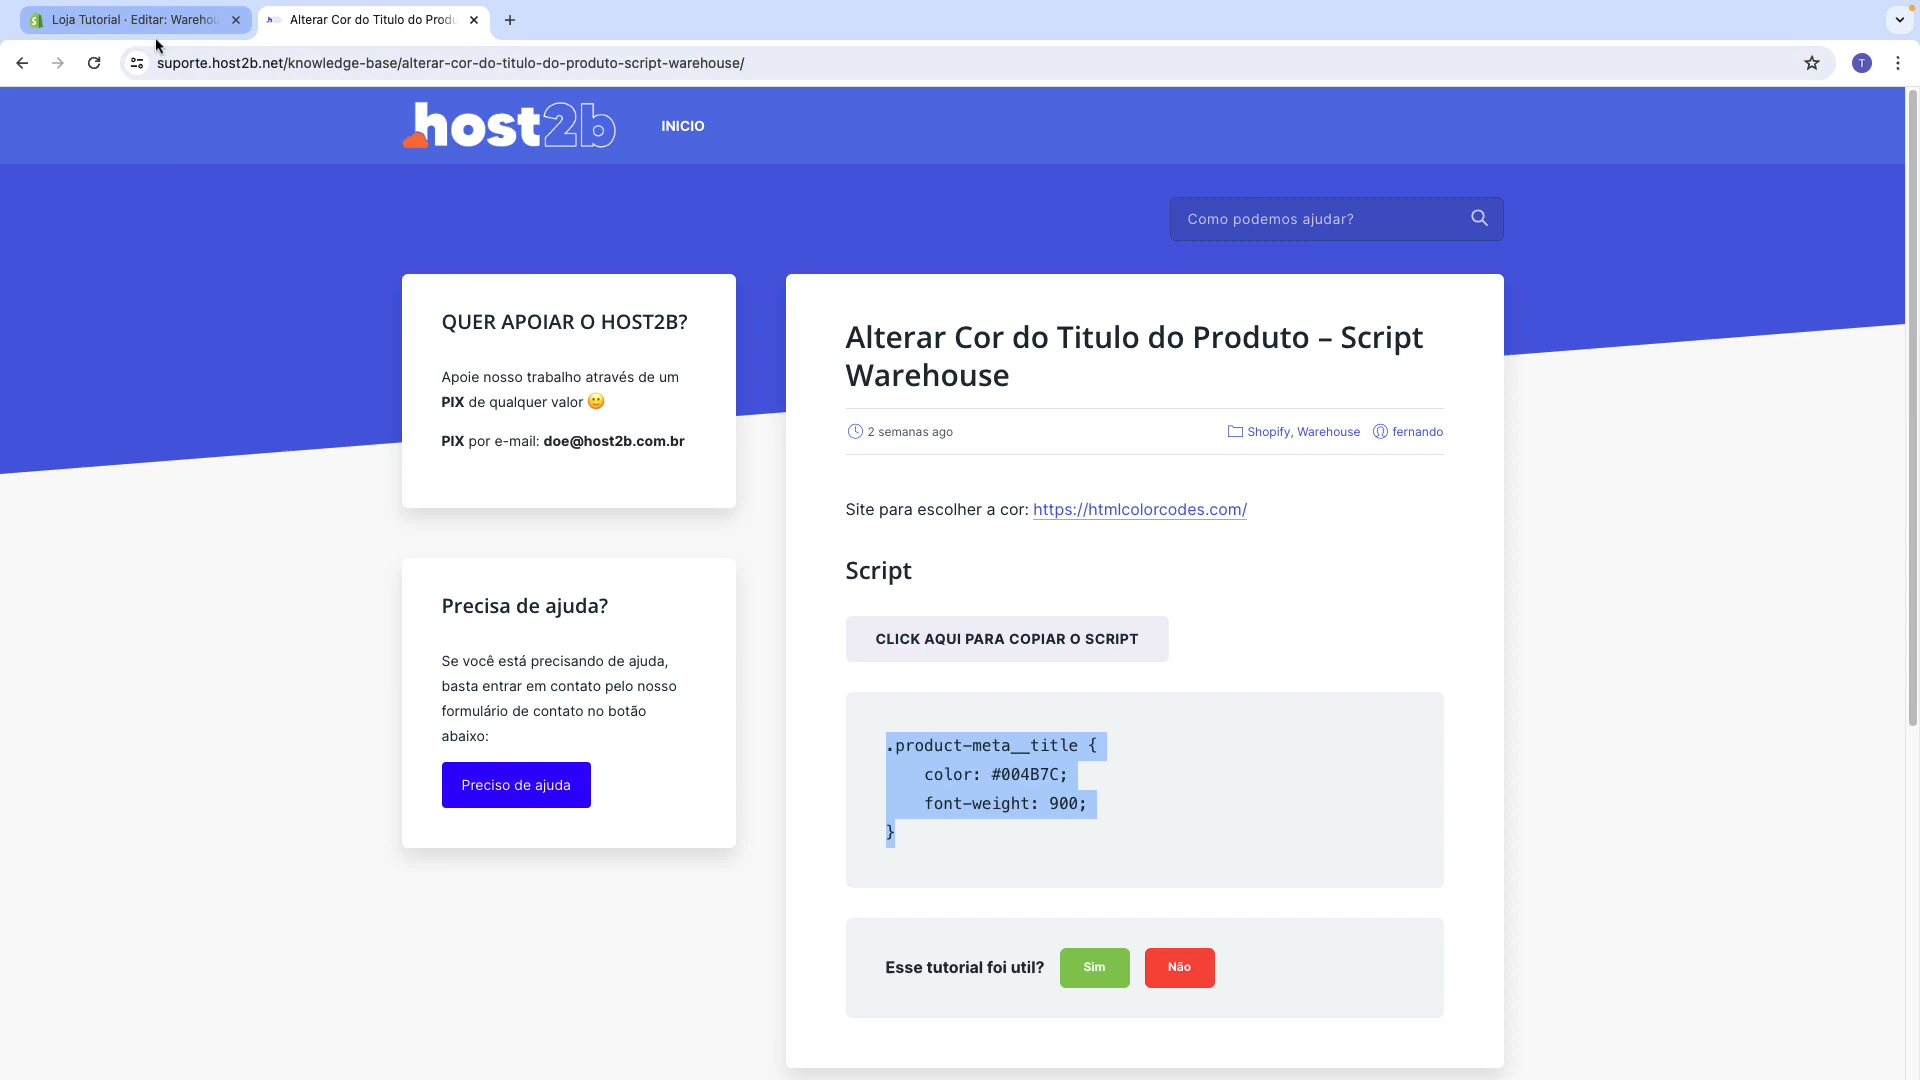 Loja Tutorial · Editar: Warehou
Alterar Cor do Titulo do Produ
suporte.host2b.net/knowledge-base/alterar-cor-do-titulo-do-produto-script-warehouse/
T
host2b
INICIO
Como podemos ajudar?
QUER APOIAR O HOST2B?
Apoie nosso trabalho através de um
PIX de qualquer valor 🙂
PIX por e-mail: doe@host2b.com.br
Precisa de ajuda?
Se você está precisando de ajuda,
basta entrar em contato pelo nosso
formulário de contato no botão
abaixo:
Preciso de ajuda
Alterar Cor do Titulo do Produto – Script
Warehouse
2 semanas ago
Shopify, Warehouse
fernando
Site para escolher a cor: https://htmlcolorcodes.com/
Script
CLICK AQUI PARA COPIAR O SCRIPT
.product-meta__title {
    color: #004B7C;
    font-weight: 900;
}
Esse tutorial foi util?
Sim
Não